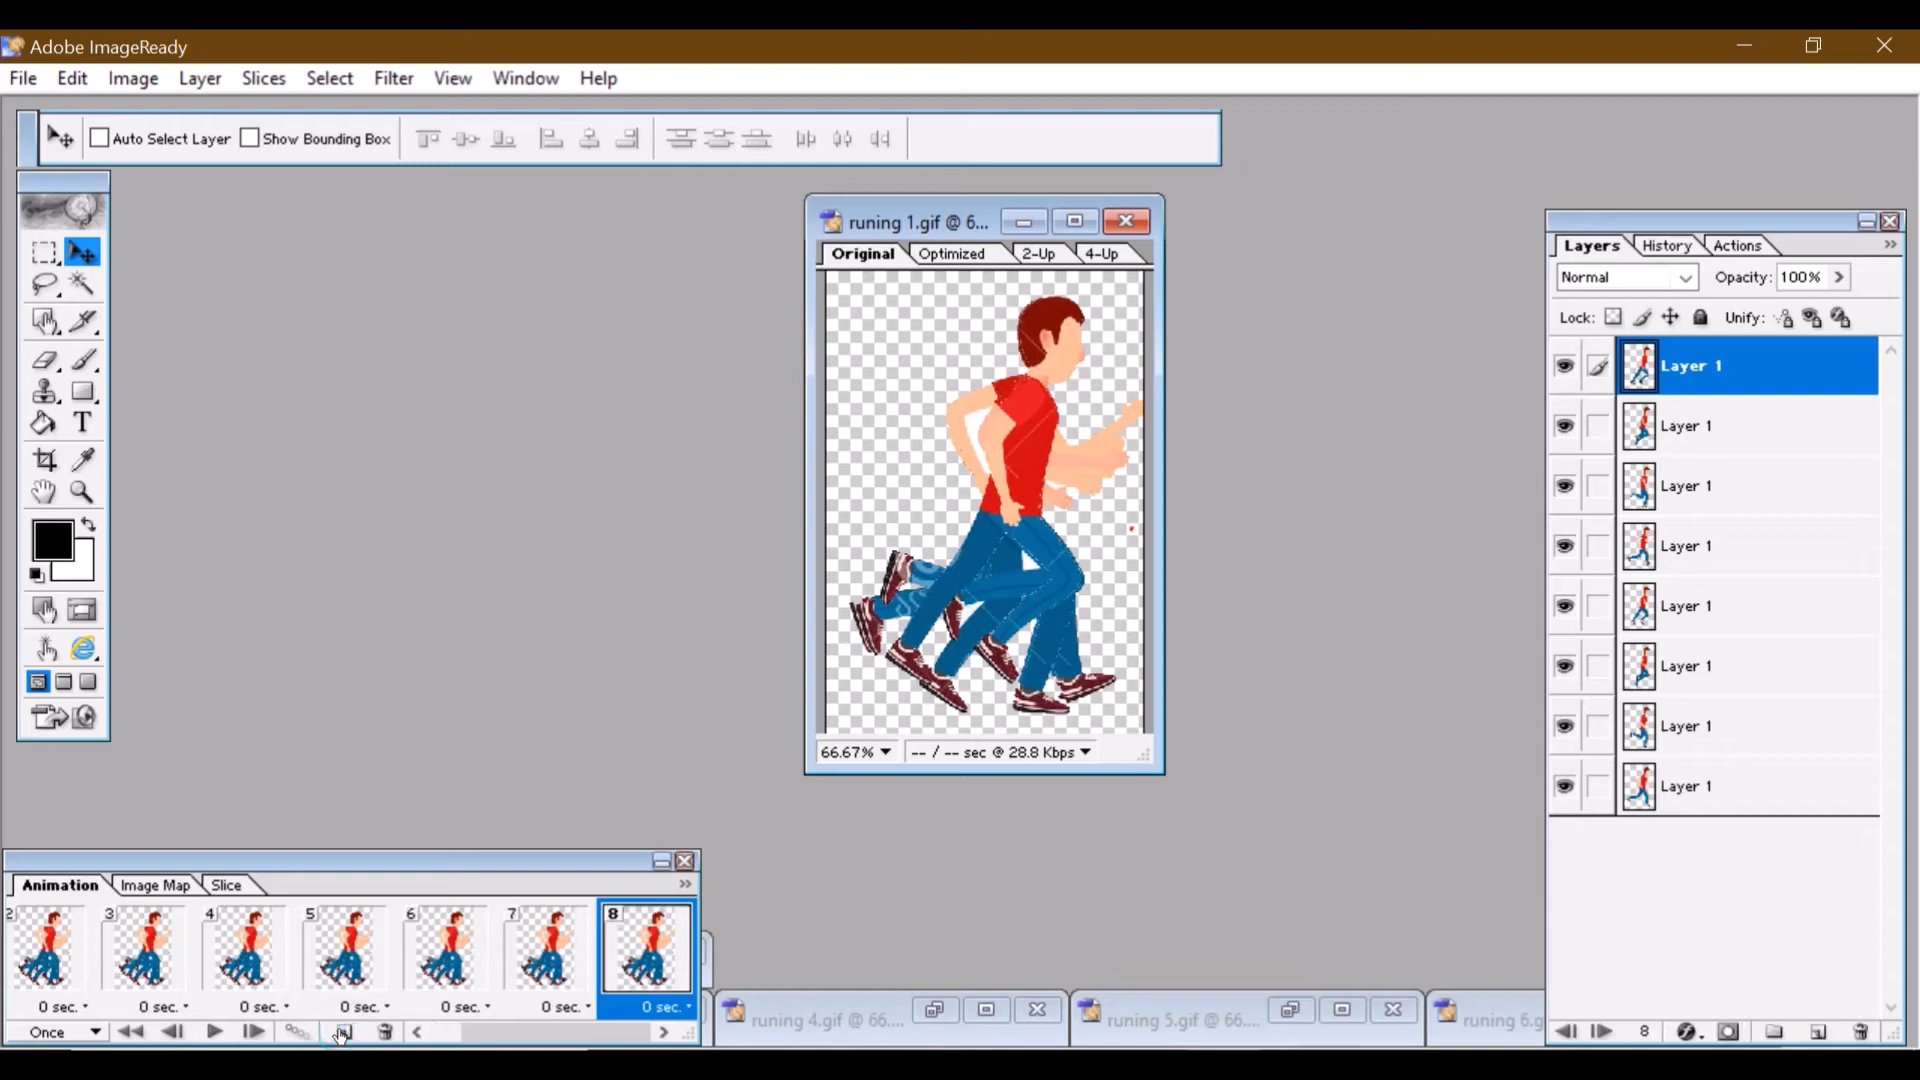 Adobe ImageReady
File Edit Image Layer Slices Select Filter View Window Help
Auto Select Layer Show Bounding Box
runing 1.gif @ 6...
Original Optimized 2-Up 4-Up
66.67% -- / -- sec @ 28.8 Kbps
Layers History Actions
Normal Opacity: 100%
Lock: Unify:
Layer 1
Layer 1
Layer 1
Layer 1
Layer 1
Layer 1
Layer 1
Layer 1
8
Animation Image Map Slice
2 3 4 5 6 7 8
0 sec. 0 sec. 0 sec. 0 sec. 0 sec. 0 sec. 0 sec.
Once
runing 4.gif @ 66.... runing 5.gif @ 66.... runing 6.g